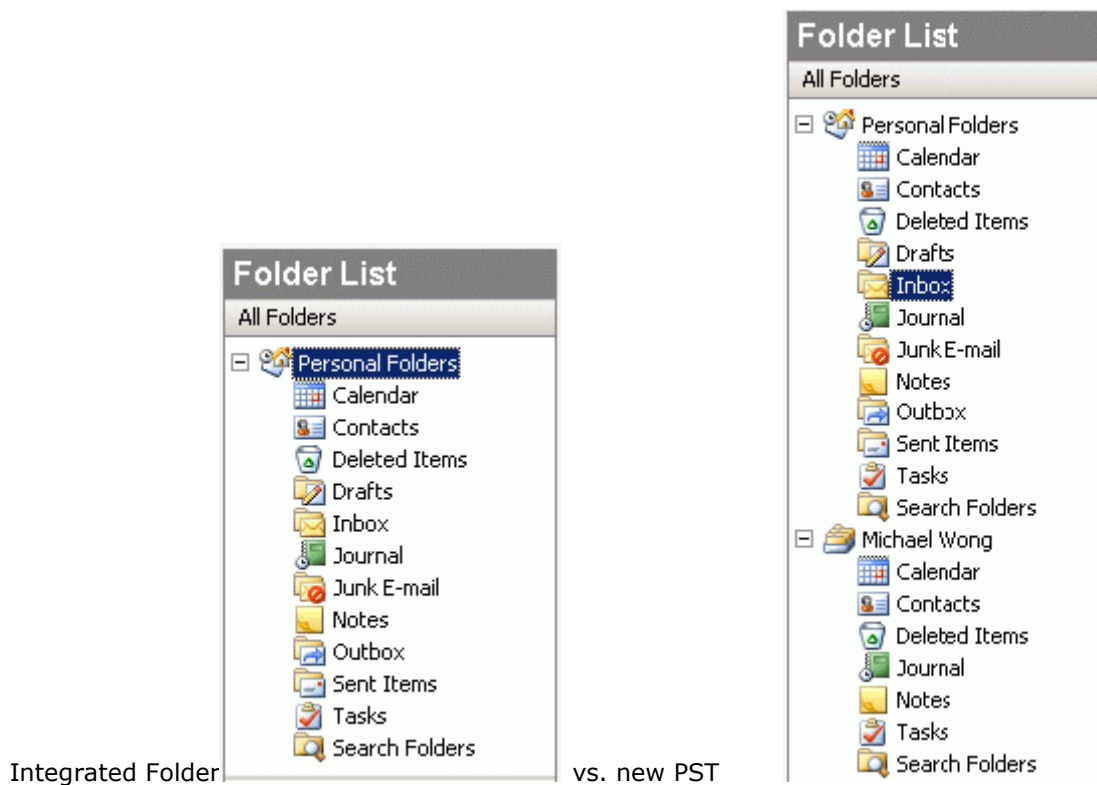 Folder List
All Folders
Personal Folders
Calendar
Contacts
Deleted Items
Drafts
Inbox
Journal
Junk E-mail
Notes
Outbox
Sent Items
Tasks
Search Folders
Integrated Folder
vs. new PST
Folder List
All Folders
Personal Folders
Calendar
Contacts
Deleted Items
Drafts
Inbox
Journal
Junk E-mail
Notes
Outbox
Sent Items
Tasks
Search Folders
Michael Wong
Calendar
Contacts
Deleted Items
Journal
Notes
Tasks
Search Folders